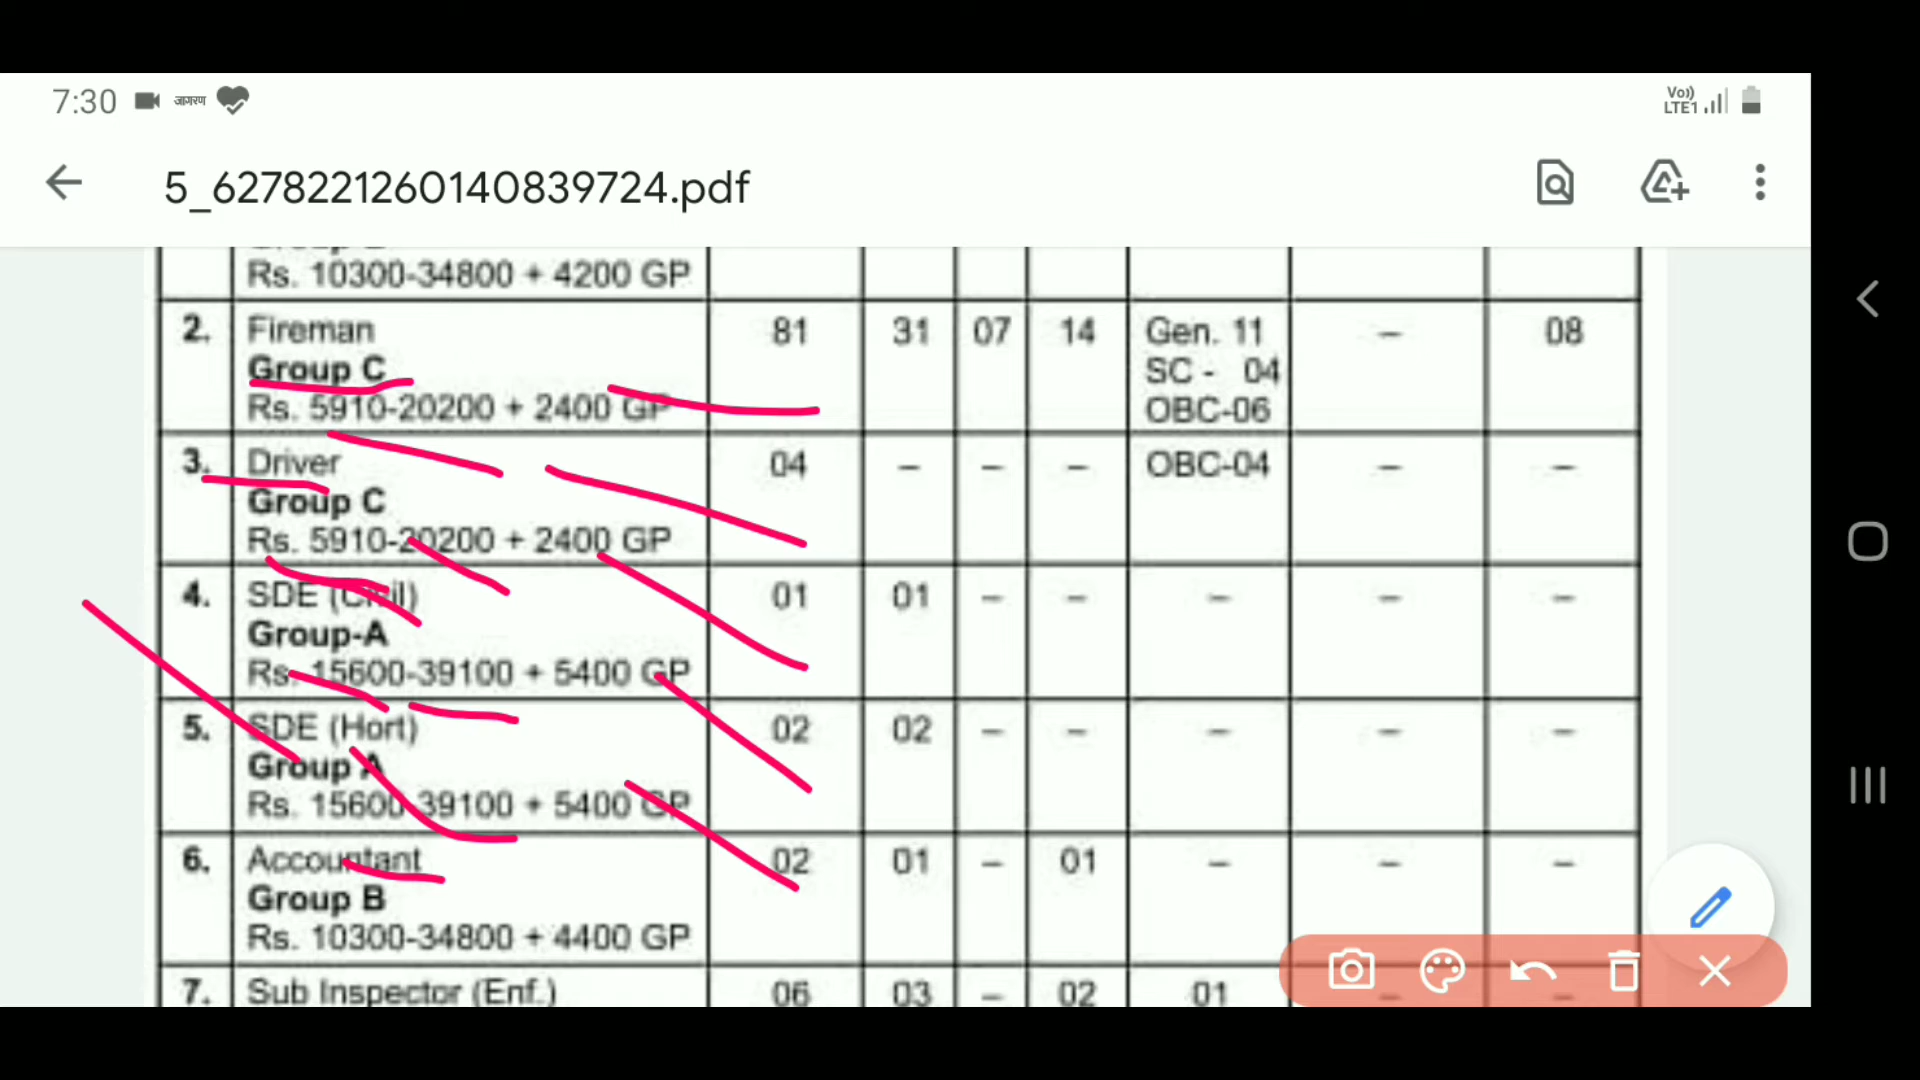 7:30 जागरण
Vo))
LTE1
5_6278221260140839724.pdf
Rs. 10300-34800 + 4200 GP
2. Fireman 81 31 07 14 Gen. 11 – 08
Group C SC - 04
Rs. 5910-20200 + 2400 GP OBC-06
3. Driver 04 – – – OBC-04 – –
Group C
Rs. 5910-20200 + 2400 GP
4. SDE (Civil) 01 01 – – – – –
Group-A
Rs. 15600-39100 + 5400 GP
5. SDE (Hort) 02 02 – – – – –
Group A
Rs. 15600-39100 + 5400 GP
6. Accountant 02 01 – 01 – – –
Group B
Rs. 10300-34800 + 4400 GP
7. Sub Inspector (Enf.) 06 03 – 02 01 – –